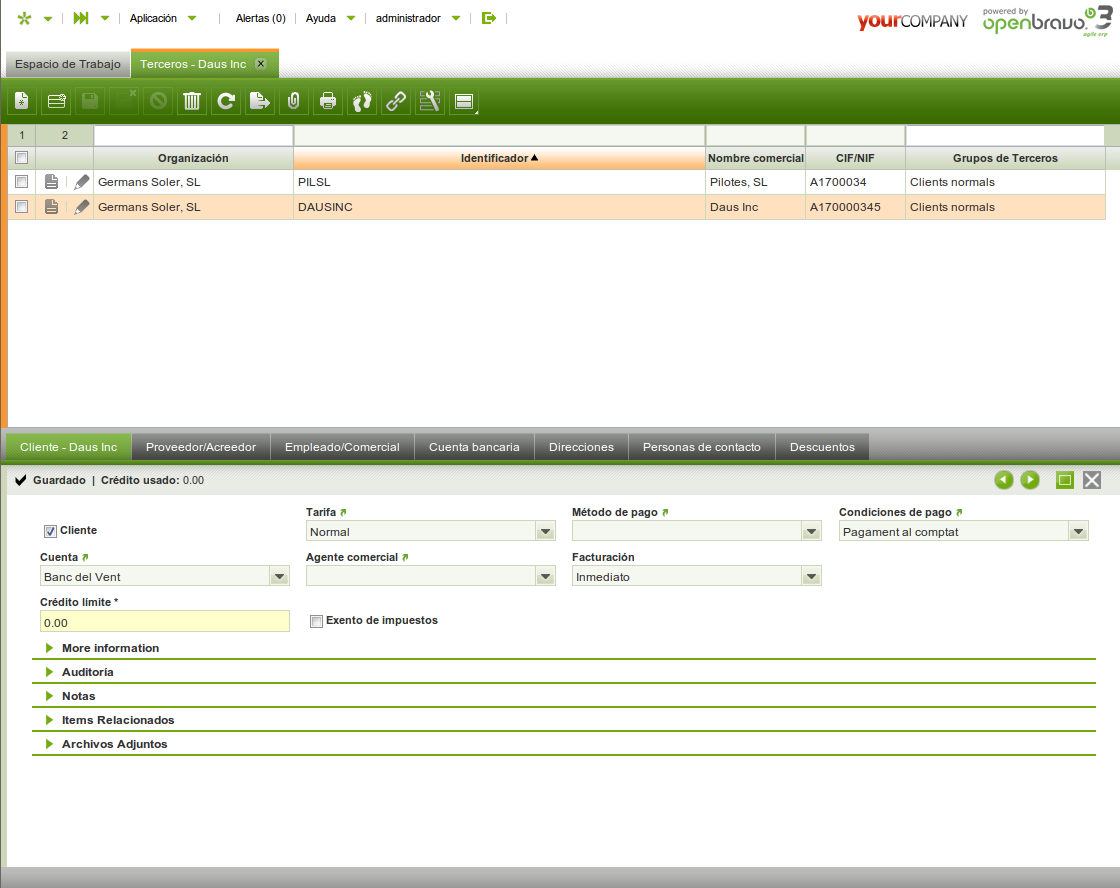 Aplicación Alertas (0) Ayuda administrador
yourCOMPANY
powered by
openbravo 3
agile erp
Espacio de Trabajo Terceros - Daus Inc x
1 2
Organización Identificador Nombre comercial CIF/NIF Grupos de Terceros
Germans Soler, SL PILSL Pilotes, SL A1700034 Clients normals
Germans Soler, SL DAUSINC Daus Inc A170000345 Clients normals
Cliente - Daus Inc Proveedor/Acreedor Empleado/Comercial Cuenta bancaria Direcciones Personas de contacto Descuentos
Guardado | Crédito usado: 0.00
Cliente
Tarifa
Normal
Método de pago
Condiciones de pago
Pagament al comptat
Cuenta
Banc del Vent
Agente comercial
Facturación
Inmediato
Crédito límite *
0.00
Exento de impuestos
More information
Auditoría
Notas
Items Relacionados
Archivos Adjuntos